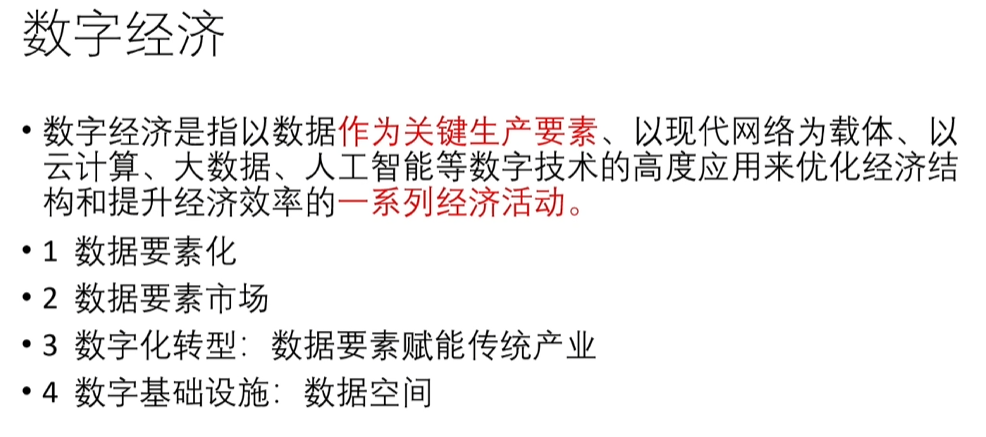 数字经济
• 数字经济是指以数据作为关键生产要素、以现代网络为载体、以
云计算、大数据、人工智能等数字技术的高度应用来优化经济结
构和提升经济效率的一系列经济活动。
• 1 数据要素化
• 2 数据要素市场
• 3 数字化转型：数据要素赋能传统产业
• 4 数字基础设施：数据空间